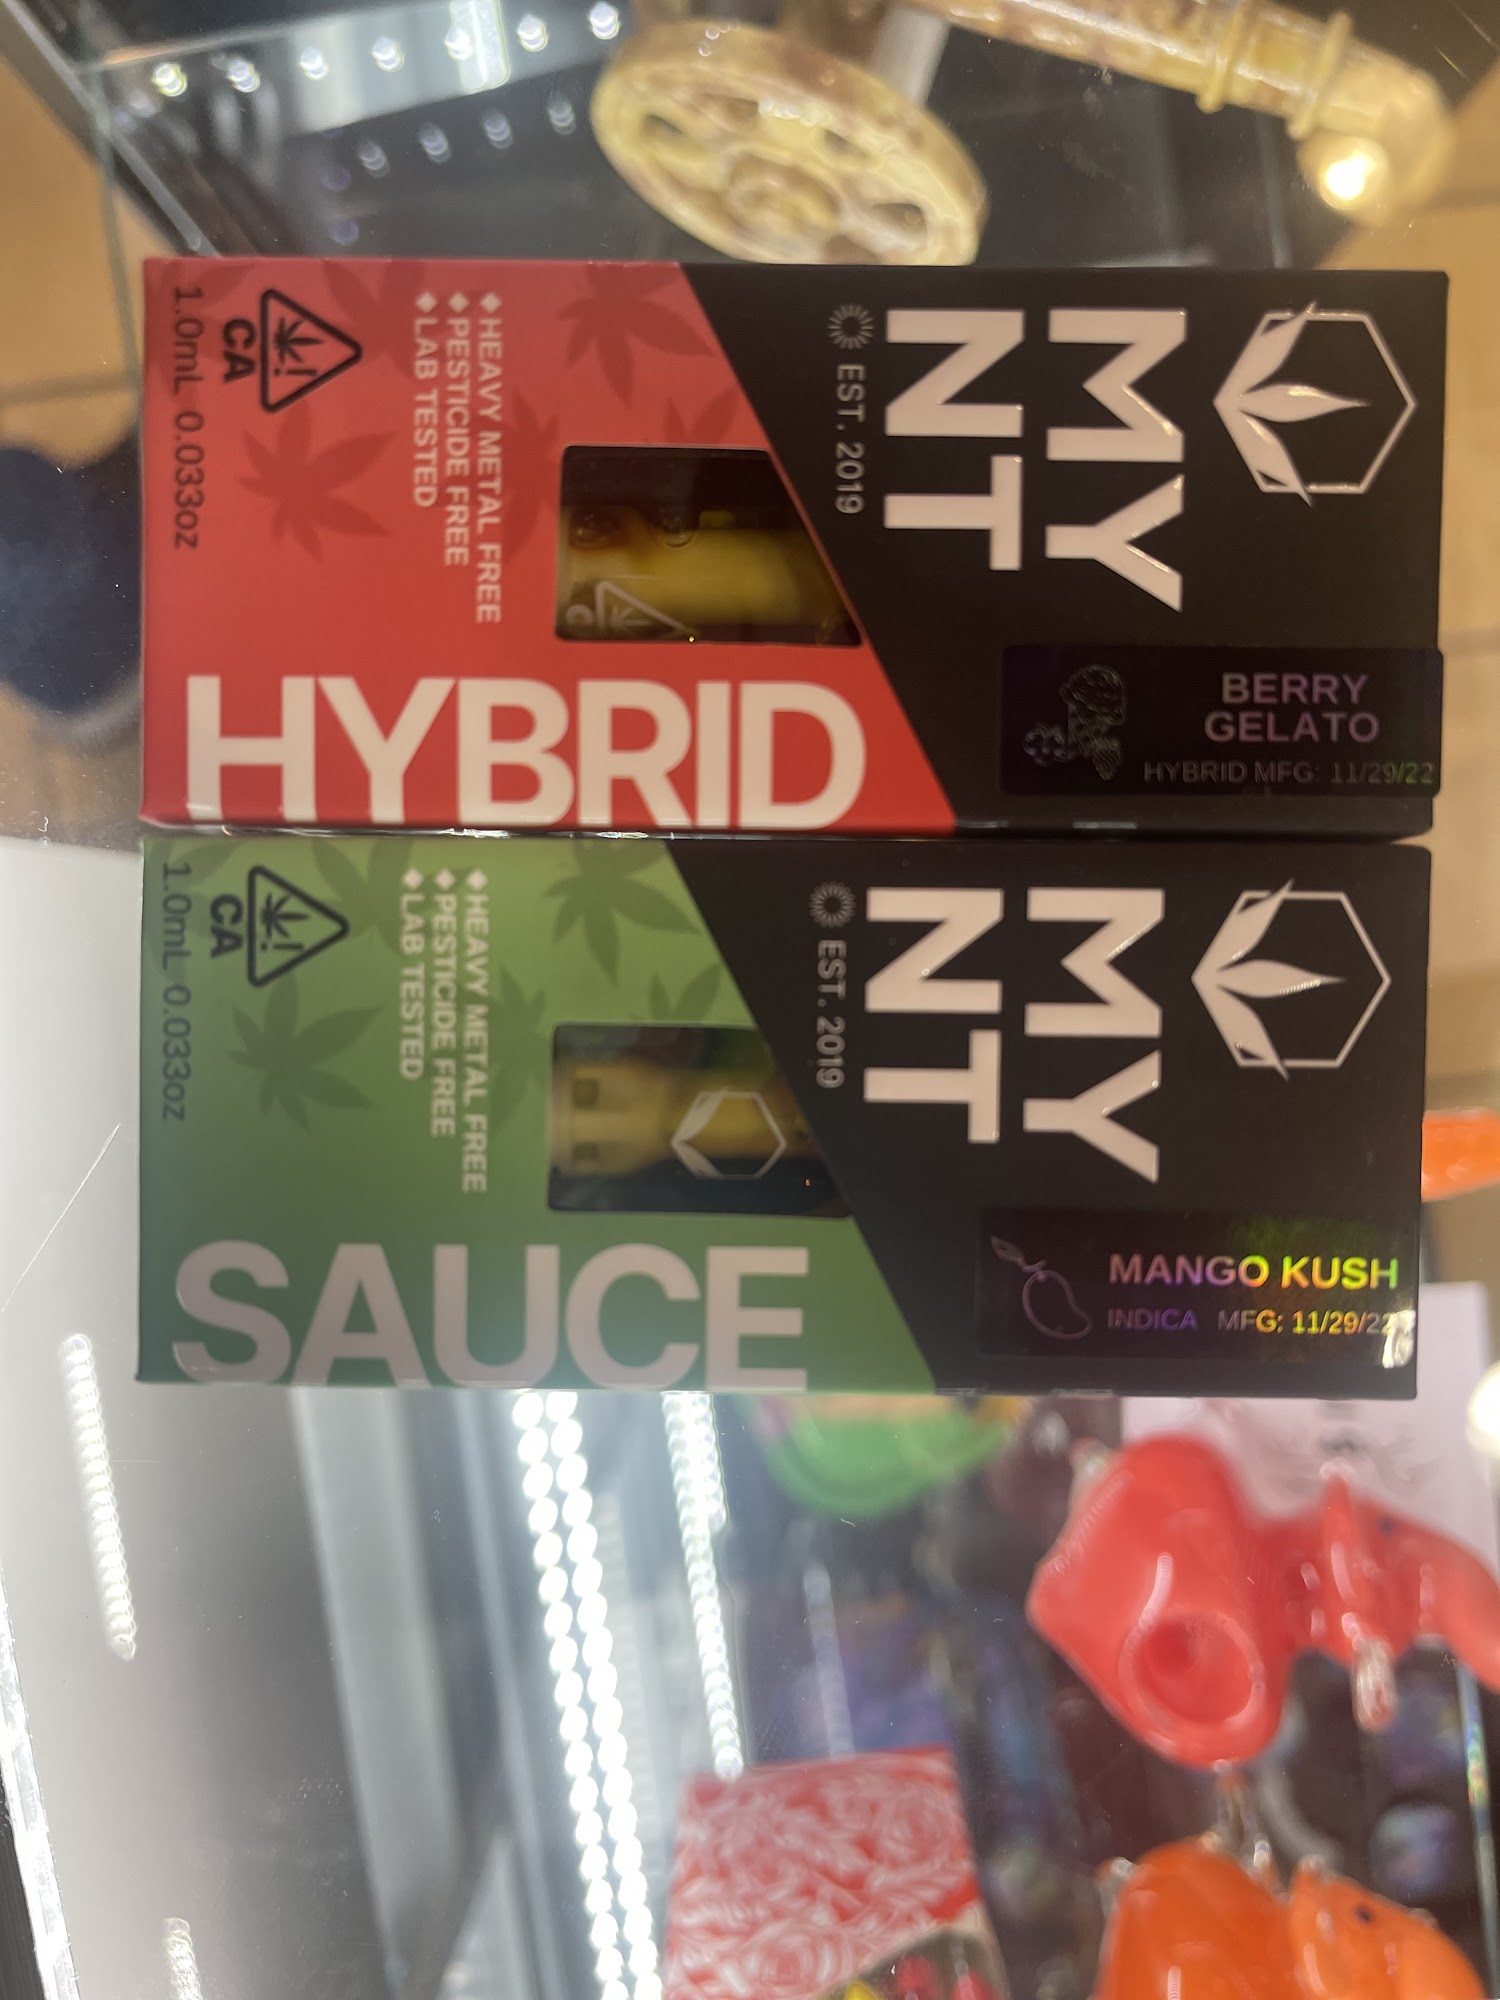 MY
NT
EST. 2019
BERRY
GELATO
HYBRID MFG: 11/29/22
HEAVY METAL FREE
PESTICIDE FREE
LAB TESTED
HYBRID
CA
1.0mL 0.033oz
MY
NT
EST. 2019
MANGO KUSH
INDICA MFG: 11/29/22
HEAVY METAL FREE
PESTICIDE FREE
LAB TESTED
SAUCE
CA
1.0mL 0.033oz